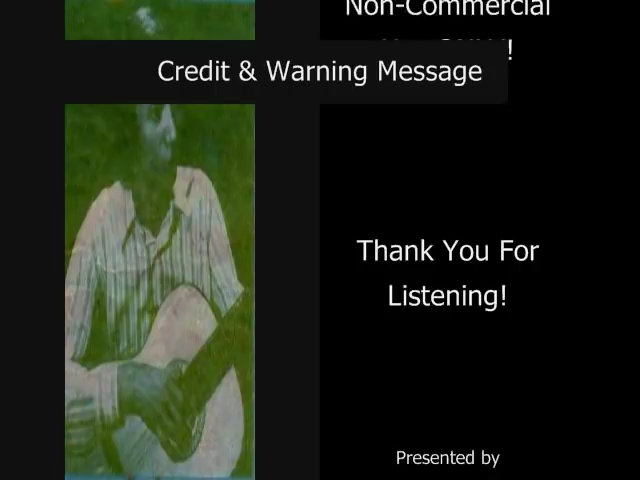 Non-Commercial
Credit & Warning Message
Thank You For
Listening!
Presented by